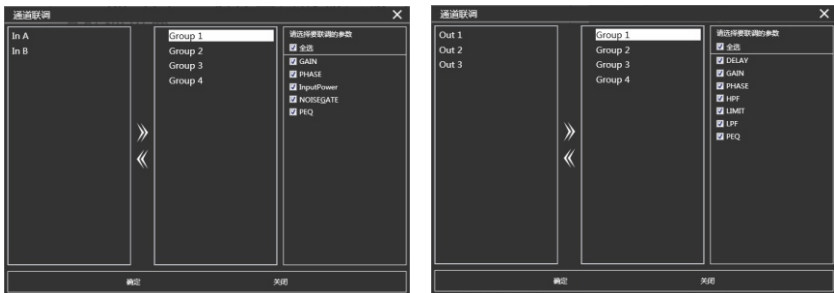 通道联调
In A
In B
Group 1
Group 2
Group 3
Group 4
请选择要联调的参数
全选
GAIN
PHASE
InputPower
NOISEGATE
PEQ
确定
关闭
通道联调
Out 1
Out 2
Out 3
Group 1
Group 2
Group 3
Group 4
请选择要联调的参数
全选
DELAY
GAIN
PHASE
HPF
LIMIT
LPF
PEQ
确定
关闭